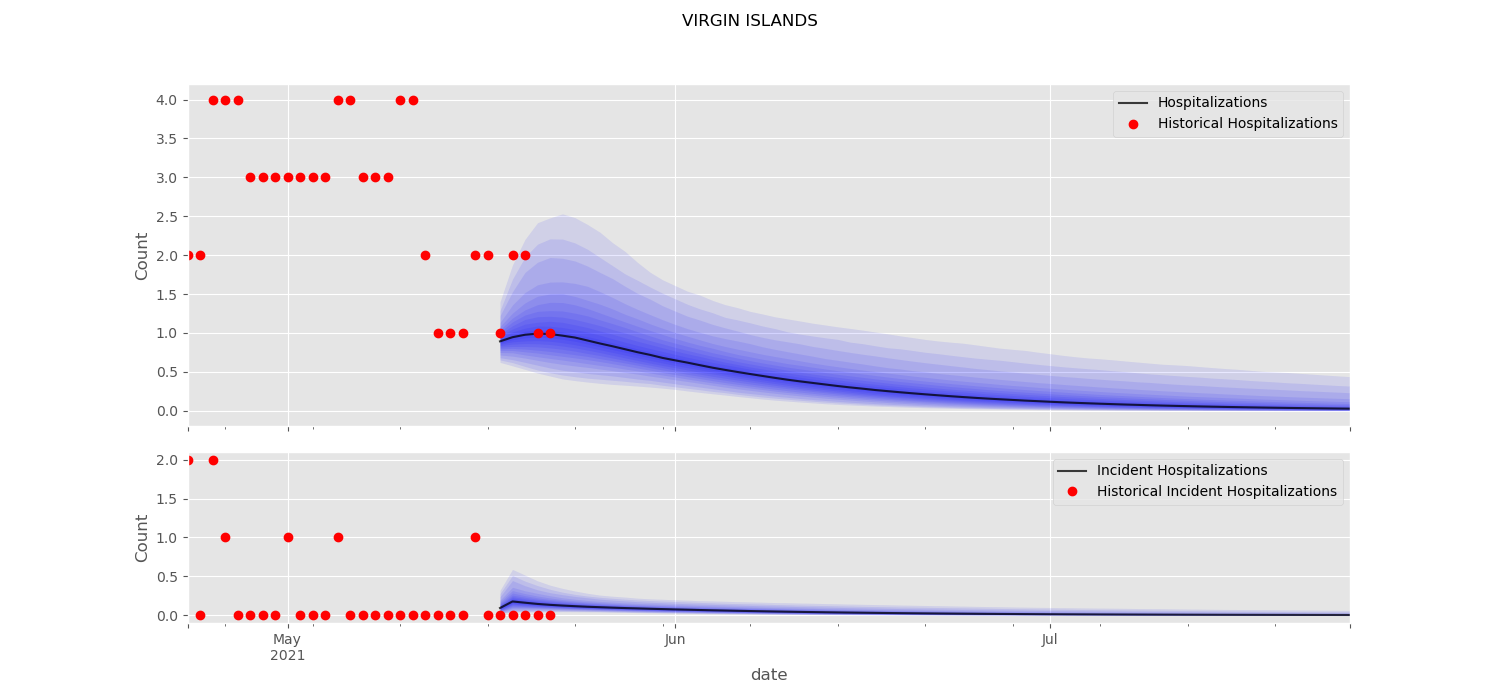 VIRGIN ISLANDS
4.0
3.5
3.0
2.5
2.0
1.5
1.0
0.5
0.0
Count
Hospitalizations
Historical Hospitalizations
2.0
1.5
1.0
0.5
0.0
Count
Incident Hospitalizations
Historical Incident Hospitalizations
May
2021
Jun
Jul
date